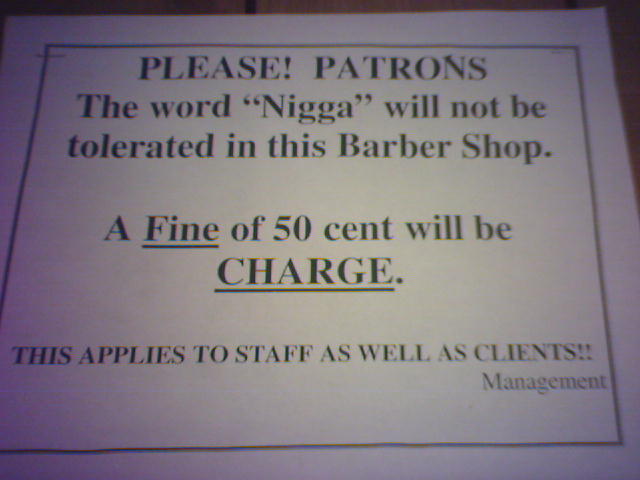 PLEASE! PATRONS
The word “Nigga” will not be
tolerated in this Barber Shop.
A Fine of 50 cent will be
CHARGE.
THIS APPLIES TO STAFF AS WELL AS CLIENTS!!
Management